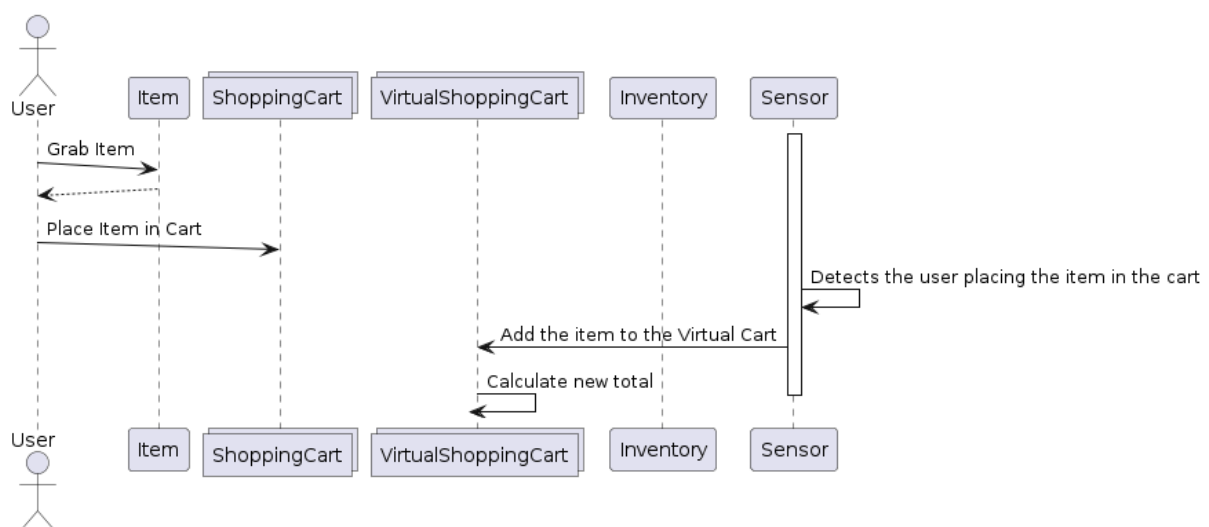 User
Item
ShoppingCart
VirtualShoppingCart
Inventory
Sensor
Grab Item
Place Item in Cart
Detects the user placing the item in the cart
Add the item to the Virtual Cart
Calculate new total
User
Item
ShoppingCart
VirtualShoppingCart
Inventory
Sensor